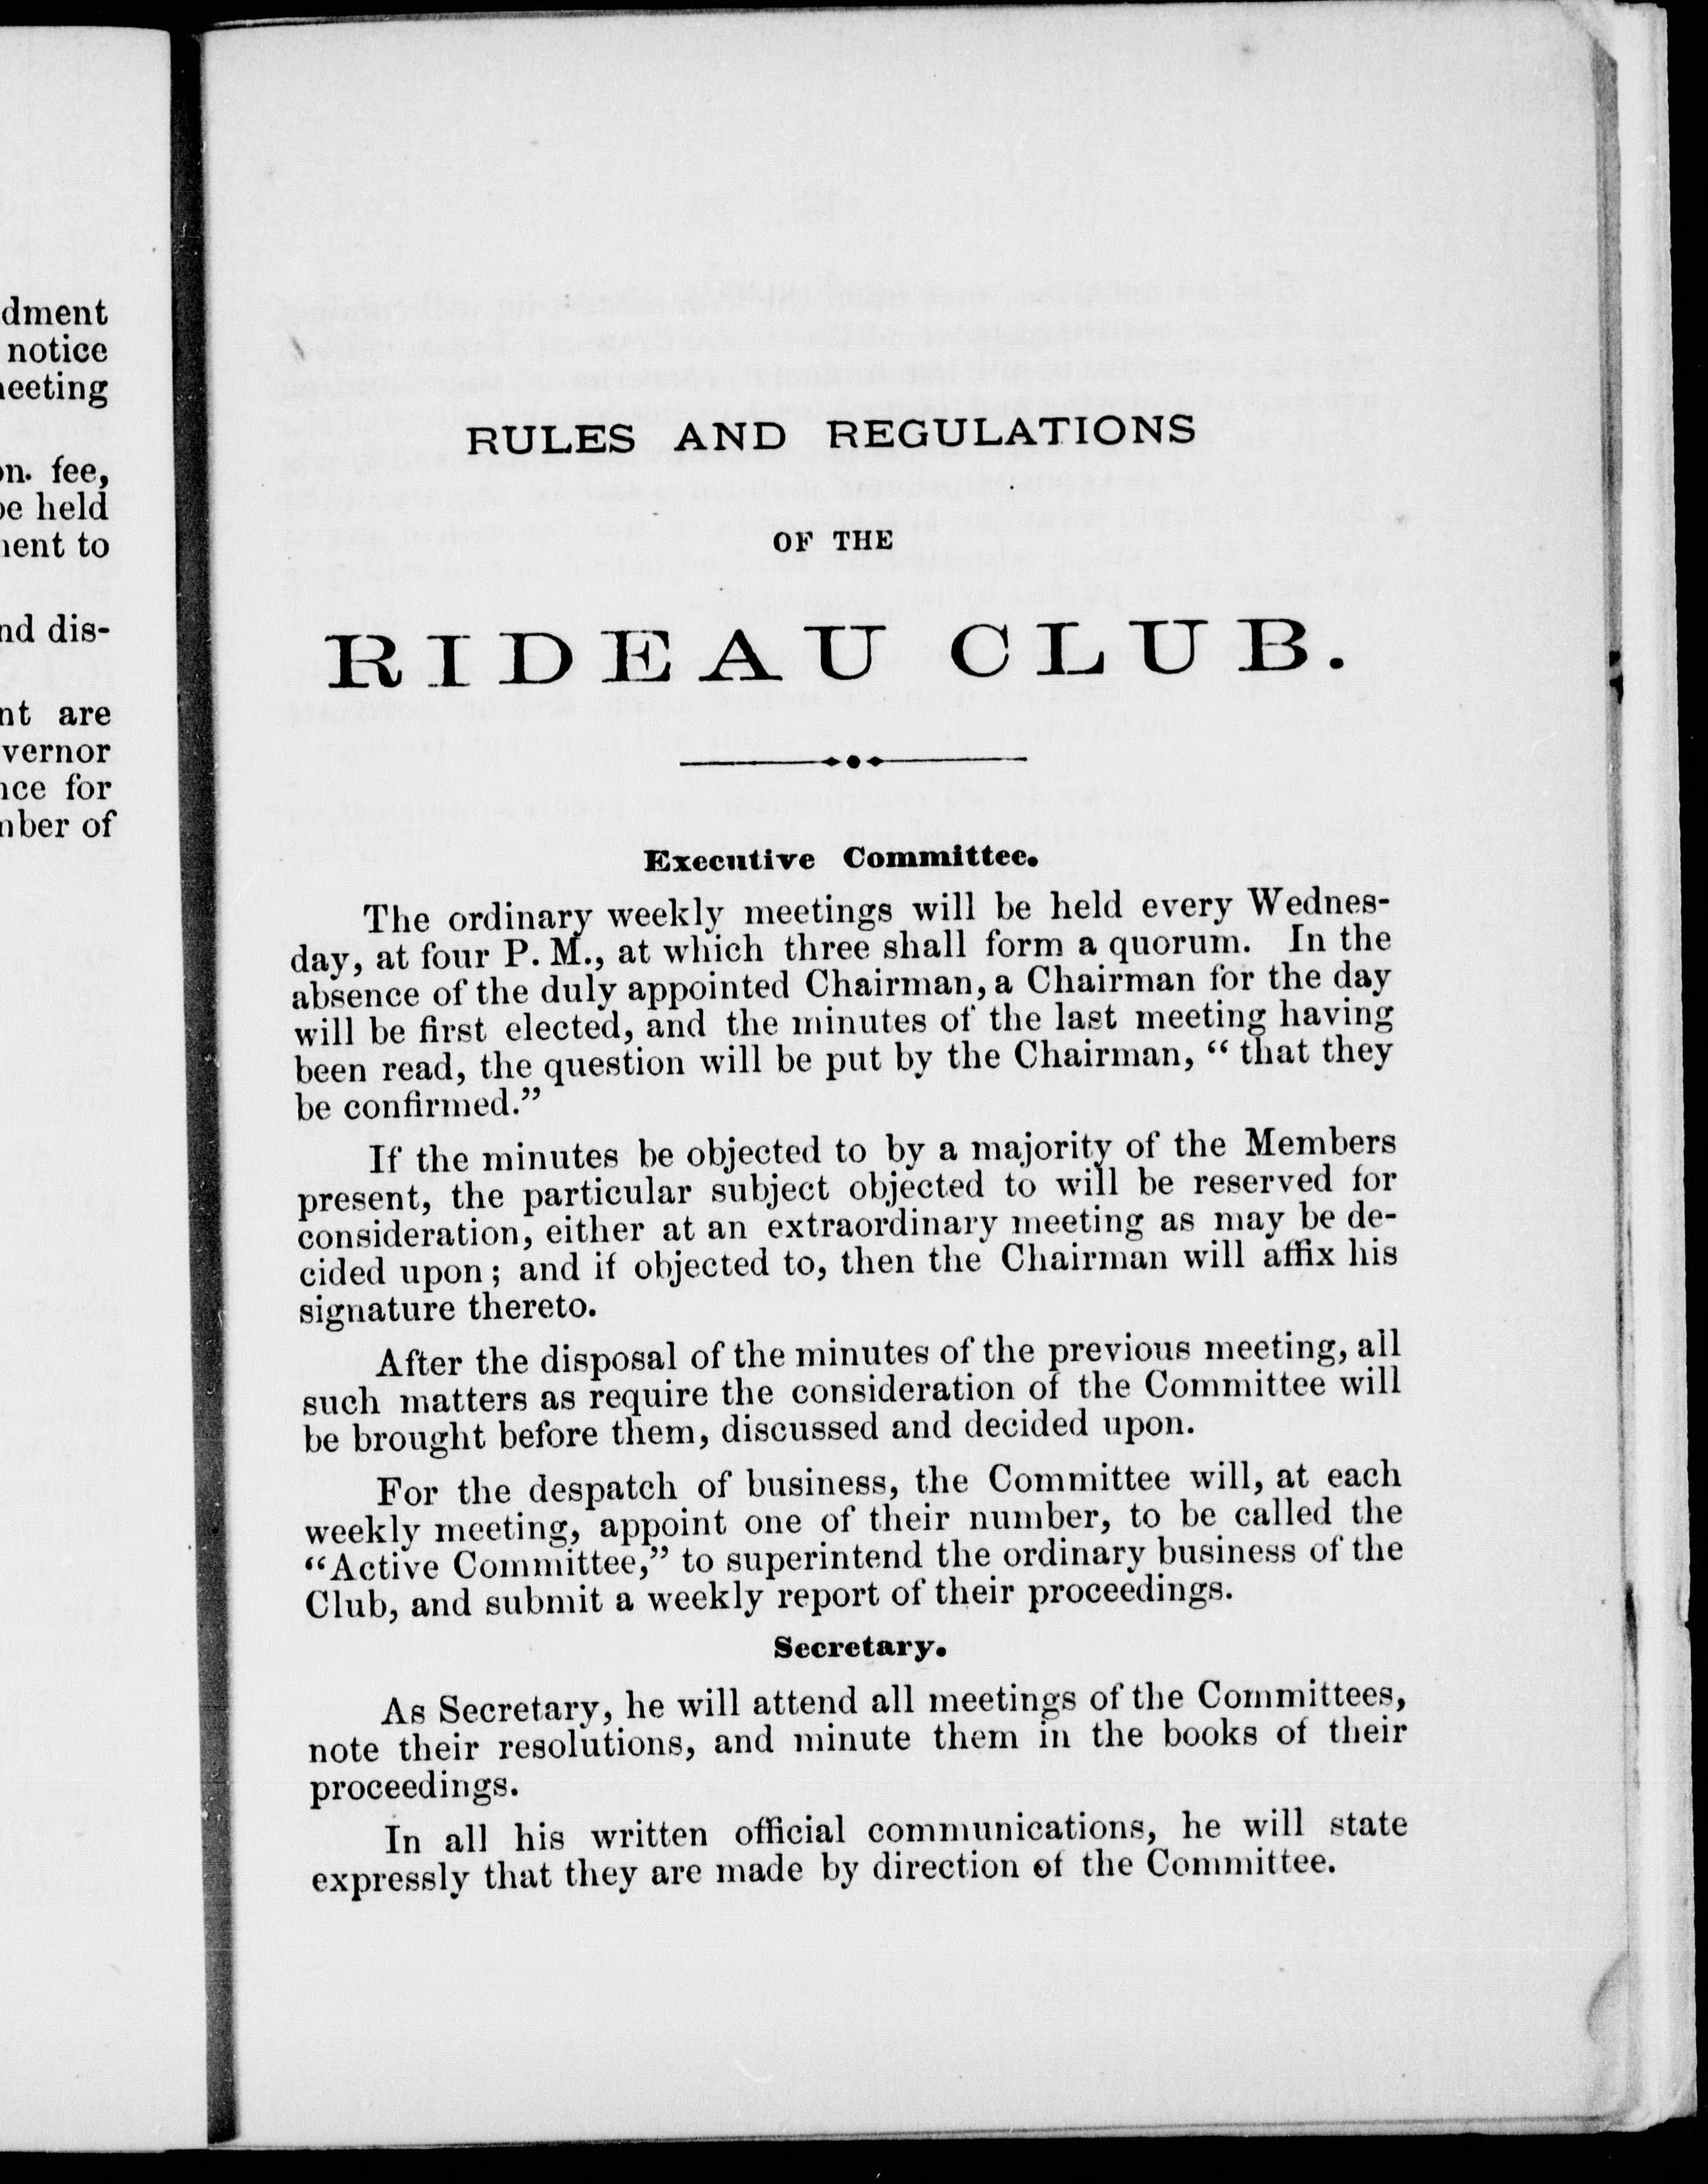 dment
notice
eeting
on. fee,
be held
ent to
nd dis-
nt are
vernor
nce for
mber of
RULES AND REGULATIONS
OF THE
RIDEAU CLUB.
Executive Committee.
The ordinary weekly meetings will be held every Wednes-
day, at four P. M., at which three shall form a quorum. In the
absence of the duly appointed Chairman, a Chairman for the day
will be first elected, and the minutes of the last meeting having
been read, the question will be put by the Chairman, “ that they
be confirmed.”
If the minutes be objected to by a majority of the Members
present, the particular subject objected to will be reserved for
consideration, either at an extraordinary meeting as may be de-
cided upon; and if objected to, then the Chairman will affix his
signature thereto.
After the disposal of the minutes of the previous meeting, all
such matters as require the consideration of the Committee will
be brought before them, discussed and decided upon.
For the despatch of business, the Committee will, at each
weekly meeting, appoint one of their number, to be called the
“Active Committee,” to superintend the ordinary business of the
Club, and submit a weekly report of their proceedings.
Secretary.
As Secretary, he will attend all meetings of the Committees,
note their resolutions, and minute them in the books of their
proceedings.
In all his written official communications, he will state
expressly that they are made by direction of the Committee.